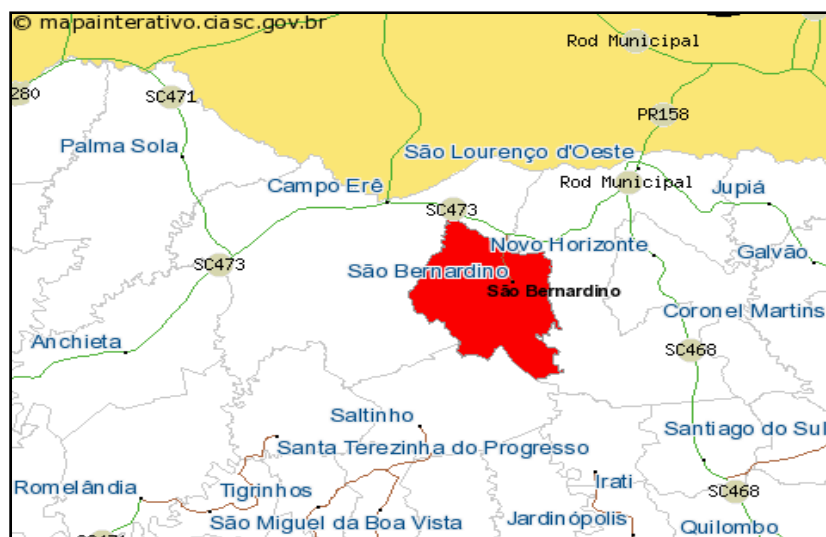 © mapainterativo.ciasc.gov.br
Rod Municipal
280
SC471
PR158
Palma Sola
São Lourenço d'Oeste
Campo Erê
Rod Municipal
Jupiá
SC473
Novo Horizonte
Galvão
SC473
São Bernardino
São Bernardino
Coronel Martins
Anchieta
SC468
Saltinho
Santiago do Sul
Santa Terezinha do Progresso
Romelândia
Tigrinhos
Irati
SC468
São Miguel da Boa Vista
Jardinópolis
Quilombo